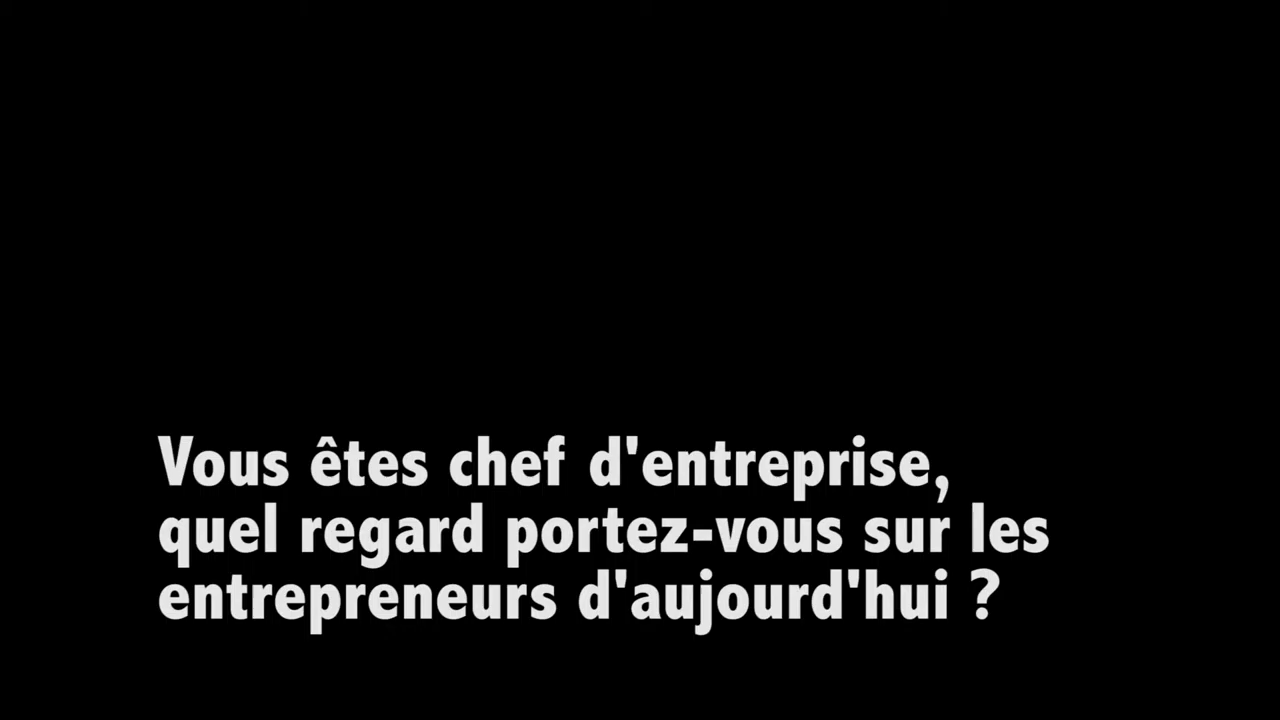 Vous êtes chef d'entreprise,
quel regard portez-vous sur les
entrepreneurs d'aujourd'hui ?